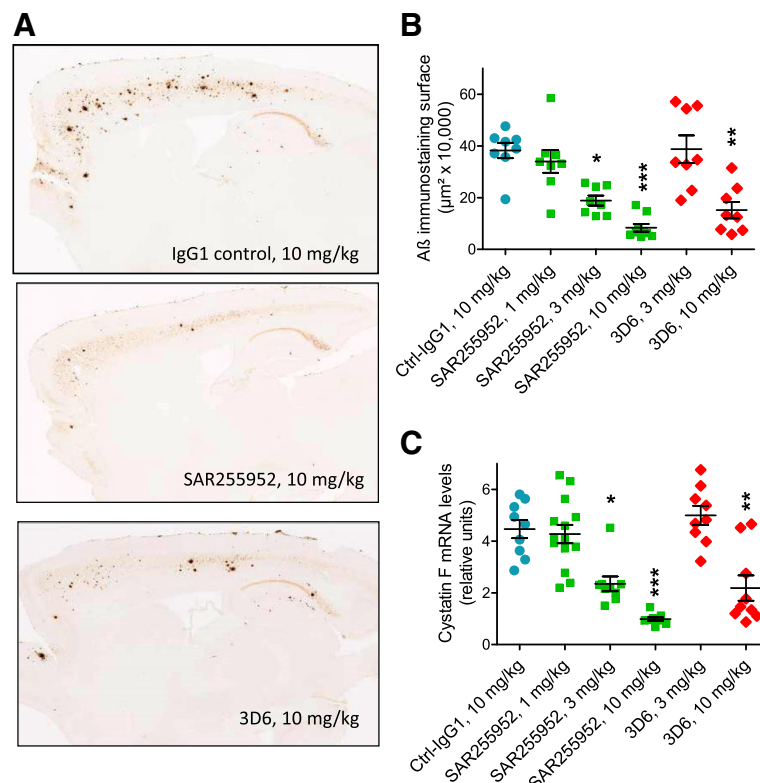 A
IgG1 control, 10 mg/kg
SAR255952, 10 mg/kg
3D6, 10 mg/kg
B
Aß immunostaining surface
(µm² x 10,000)
60
40
20
0
*
***
**
Ctrl-IgG1, 10 mg/kg
SAR255952, 1 mg/kg
SAR255952, 3 mg/kg
SAR255952, 10 mg/kg
3D6, 3 mg/kg
3D6, 10 mg/kg
C
Cystatin F mRNA levels
(relative units)
6
4
2
0
*
***
**
Ctrl-IgG1, 10 mg/kg
SAR255952, 1 mg/kg
SAR255952, 3 mg/kg
SAR255952, 10 mg/kg
3D6, 3 mg/kg
3D6, 10 mg/kg